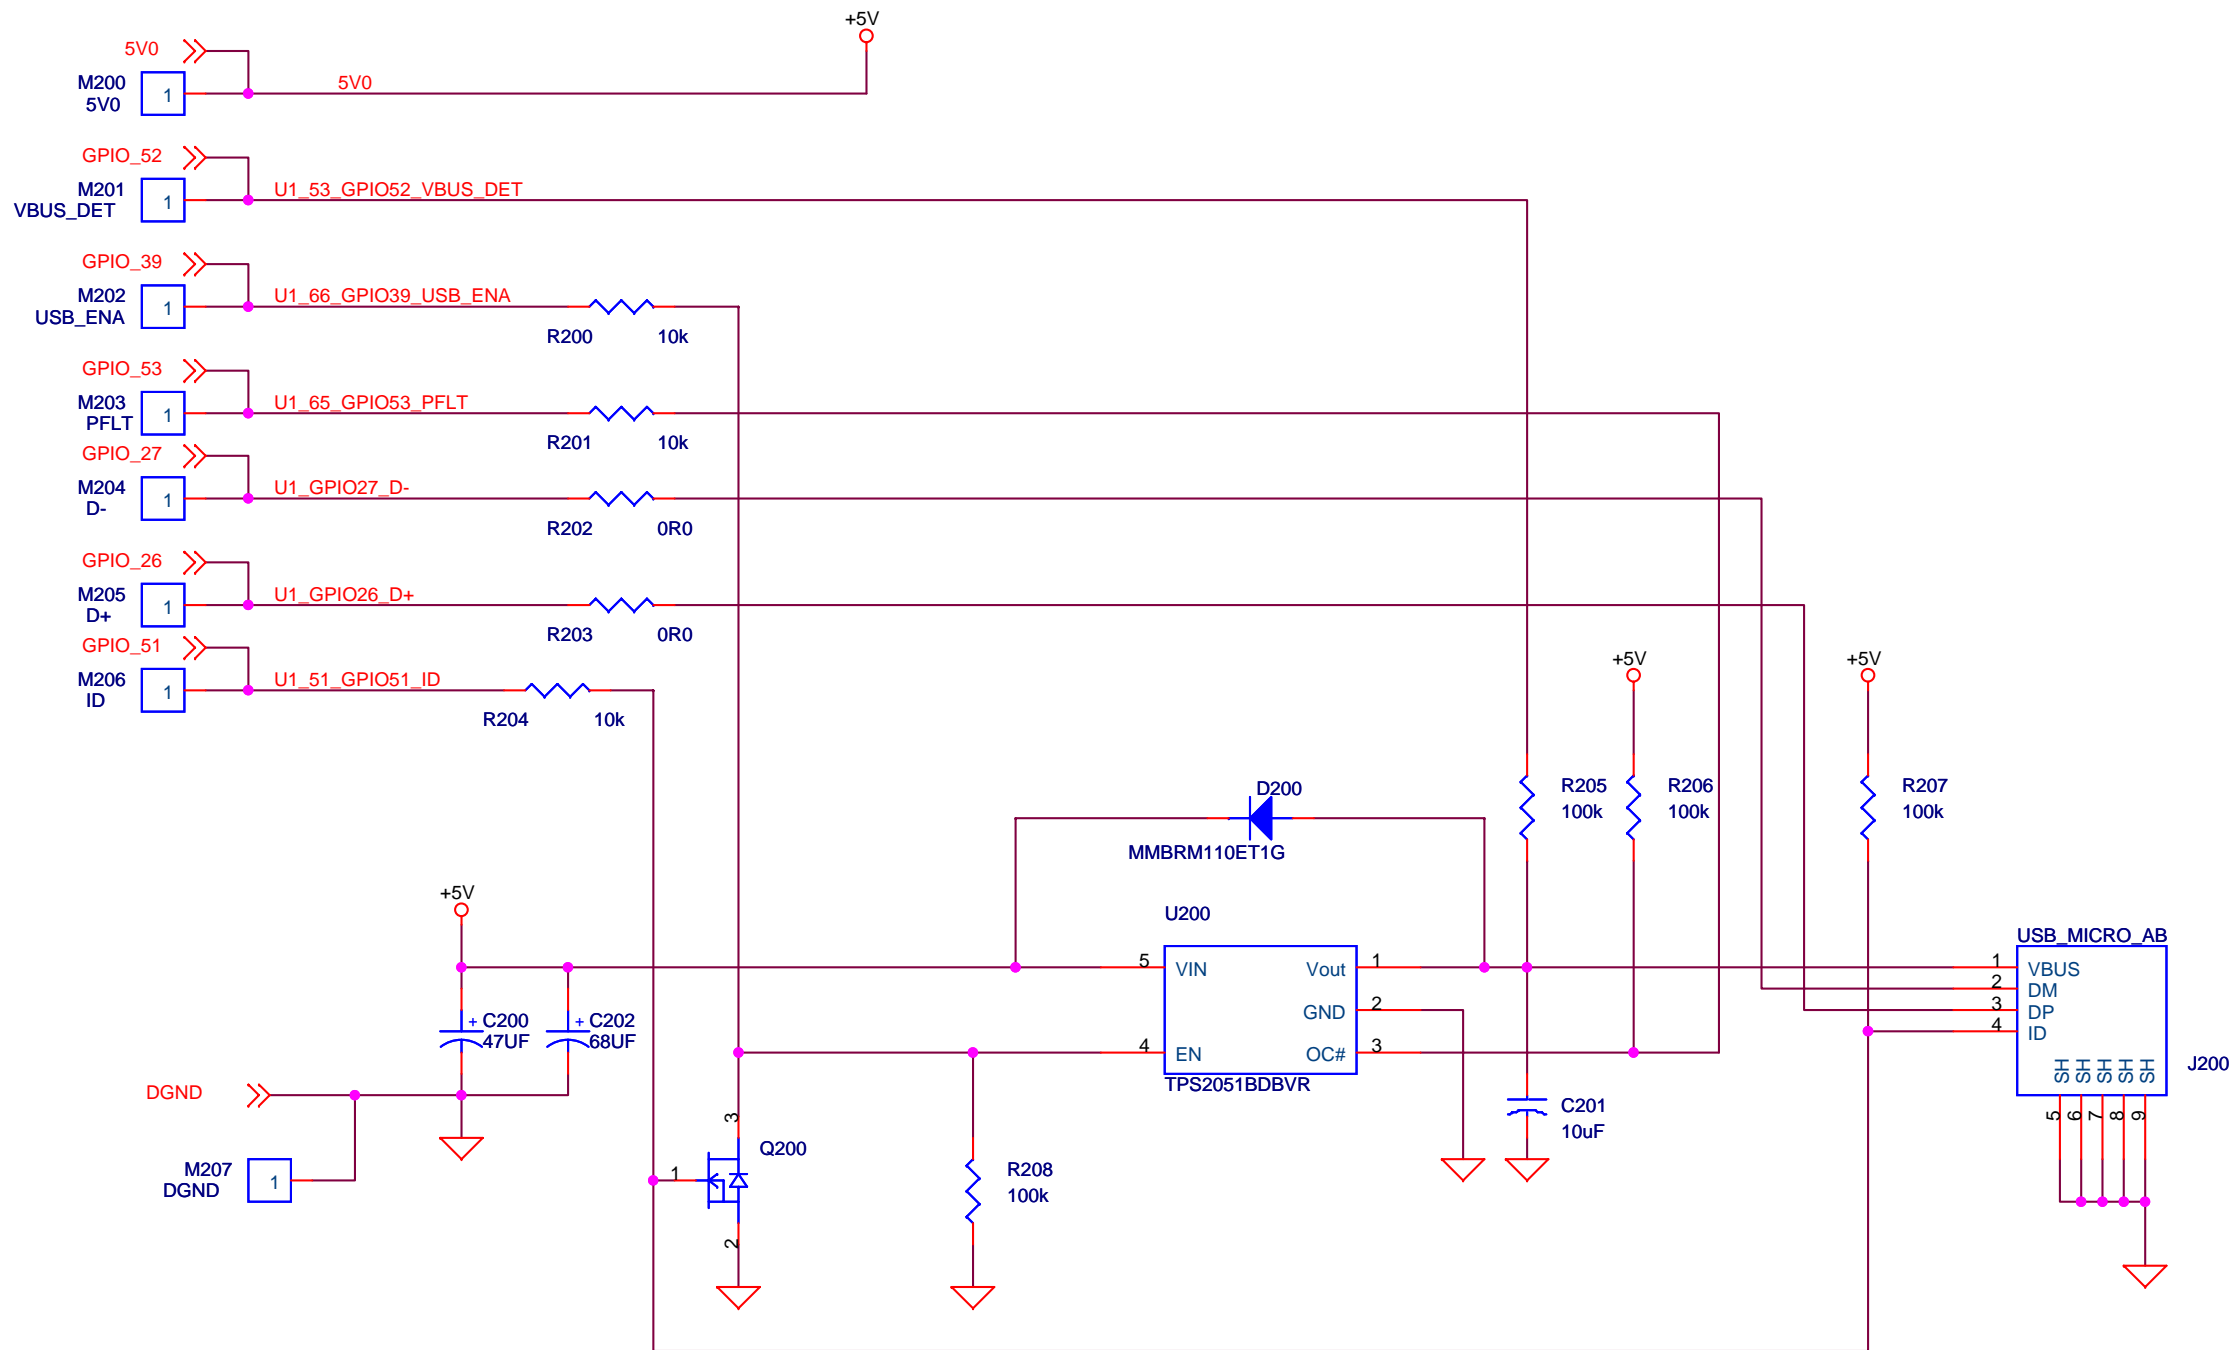 +5V
5V0
M200
5V0
1
5V0
GPIO_52
M201
VBUS_DET
1
U1_53_GPIO52_VBUS_DET
GPIO_39
M202
USB_ENA
1
U1_66_GPIO39_USB_ENA
R200 10k
GPIO_53
M203
PFLT
1
U1_65_GPIO53_PFLT
R201 10k
GPIO_27
M204
D-
1
U1_GPIO27_D-
R202 0R0
GPIO_26
M205
D+
1
U1_GPIO26_D+
R203 0R0
GPIO_51
M206
ID
1
U1_51_GPIO51_ID
R204 10k
+5V
+5V
D200
MMBRM110ET1G
R205
100k
R206
100k
R207
100k
+5V
+ C200
47UF
+ C202
68UF
U200
5 VIN
Vout 1
GND 2
4 EN
OC# 3
TPS2051BDBVR
USB_MICRO_AB
1 VBUS
2 DM
3 DP
4 ID
SH SH SH SH SH
5 6 7 8 9
J200
C201
10uF
DGND
M207
DGND
1
3
1
2
Q200
R208
100k